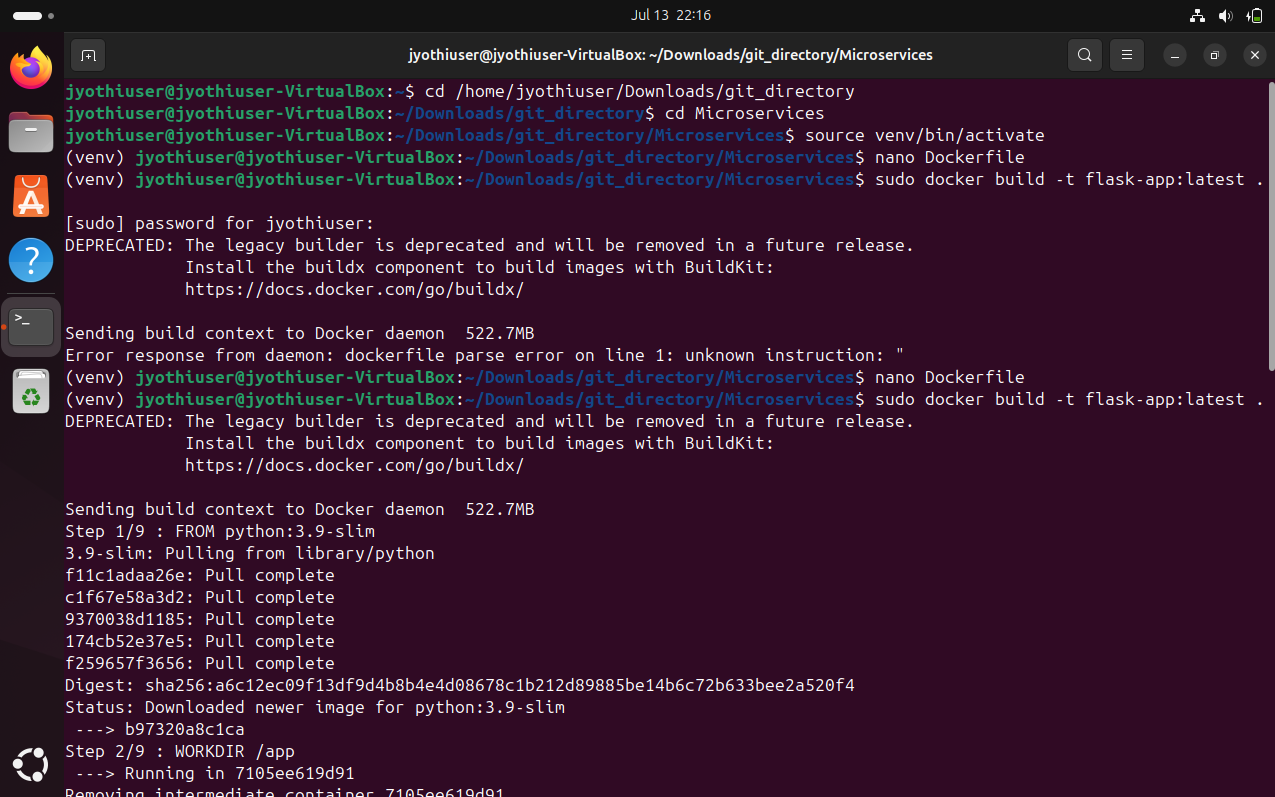 Jul 13 22:16
jyothiuser@jyothiuser-VirtualBox: ~/Downloads/git_directory/Microservices
jyothiuser@jyothiuser-VirtualBox:~$ cd /home/jyothiuser/Downloads/git_directory
jyothiuser@jyothiuser-VirtualBox:~/Downloads/git_directory$ cd Microservices
jyothiuser@jyothiuser-VirtualBox:~/Downloads/git_directory/Microservices$ source venv/bin/activate
(venv) jyothiuser@jyothiuser-VirtualBox:~/Downloads/git_directory/Microservices$ nano Dockerfile
(venv) jyothiuser@jyothiuser-VirtualBox:~/Downloads/git_directory/Microservices$ sudo docker build -t flask-app:latest .
[sudo] password for jyothiuser:
DEPRECATED: The legacy builder is deprecated and will be removed in a future release.
Install the buildx component to build images with BuildKit:
https://docs.docker.com/go/buildx/
Sending build context to Docker daemon  522.7MB
Error response from daemon: dockerfile parse error on line 1: unknown instruction: "
(venv) jyothiuser@jyothiuser-VirtualBox:~/Downloads/git_directory/Microservices$ nano Dockerfile
(venv) jyothiuser@jyothiuser-VirtualBox:~/Downloads/git_directory/Microservices$ sudo docker build -t flask-app:latest .
DEPRECATED: The legacy builder is deprecated and will be removed in a future release.
Install the buildx component to build images with BuildKit:
https://docs.docker.com/go/buildx/
Sending build context to Docker daemon  522.7MB
Step 1/9 : FROM python:3.9-slim
3.9-slim: Pulling from library/python
f11c1adaa26e: Pull complete
c1f67e58a3d2: Pull complete
9370038d1185: Pull complete
174cb52e37e5: Pull complete
f259657f3656: Pull complete
Digest: sha256:a6c12ec09f13df9d4b8b4e4d08678c1b212d89885be14b6c72b633bee2a520f4
Status: Downloaded newer image for python:3.9-slim
---> b97320a8c1ca
Step 2/9 : WORKDIR /app
---> Running in 7105ee619d91
Removing intermediate container 7105ee619d91